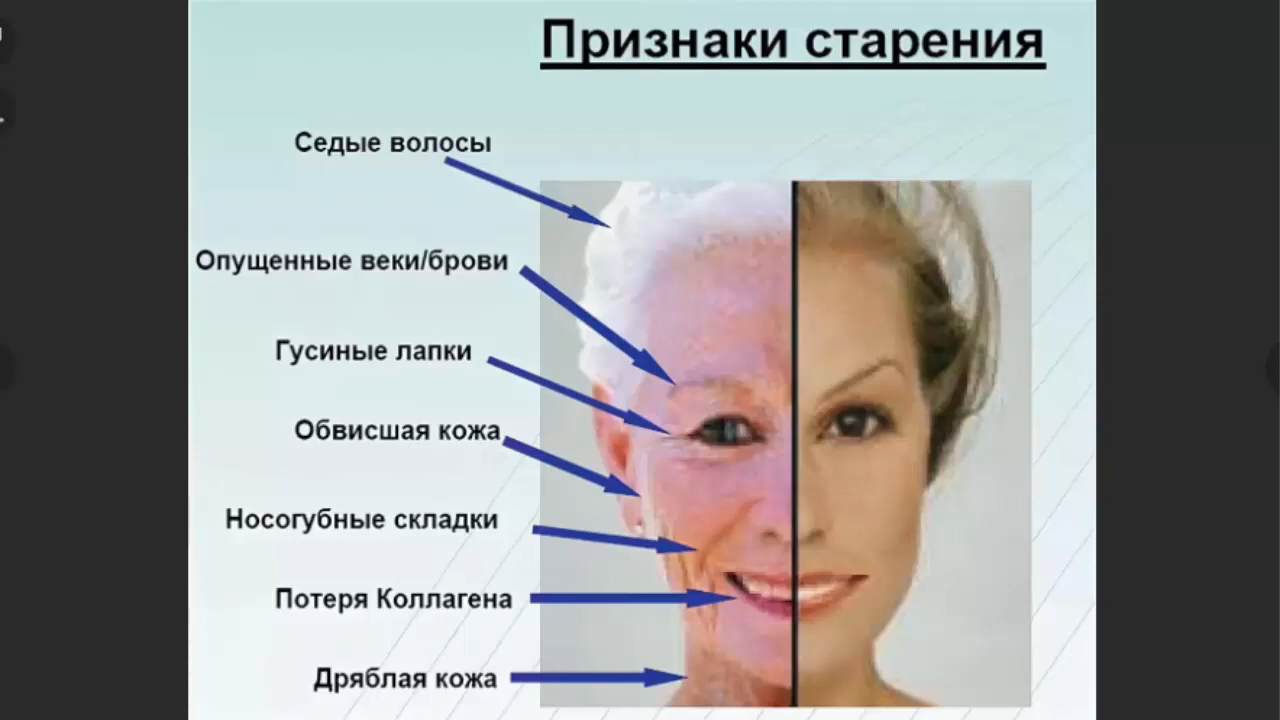 Признаки старения
Седые волосы
Опущенные веки/брови
Гусиные лапки
Обвисшая кожа
Носогубные складки
Потеря Коллагена
Дряблая кожа